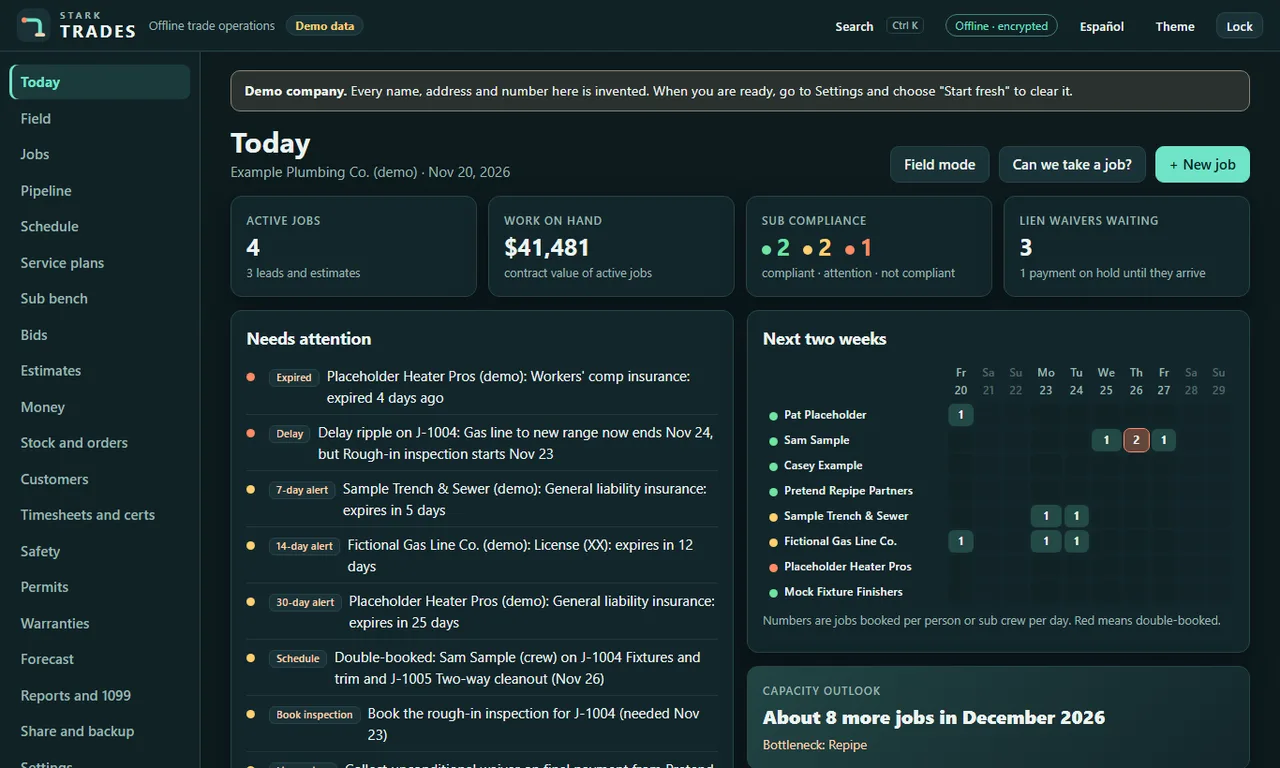 STARK
TRADES
Offline trade operations
Demo data
Search
Ctrl K
Offline · encrypted
Español
Theme
Lock
Today
Field
Jobs
Pipeline
Schedule
Service plans
Sub bench
Bids
Estimates
Money
Stock and orders
Customers
Timesheets and certs
Safety
Permits
Warranties
Forecast
Reports and 1099
Share and backup
Settings
Demo company. Every name, address and number here is invented. When you are ready, go to Settings and choose "Start fresh" to clear it.
Today
Example Plumbing Co. (demo) · Nov 20, 2026
Field mode
Can we take a job?
+ New job
ACTIVE JOBS
4
3 leads and estimates
WORK ON HAND
$41,481
contract value of active jobs
SUB COMPLIANCE
2 2 1
compliant · attention · not compliant
LIEN WAIVERS WAITING
3
1 payment on hold until they arrive
Needs attention
Expired Placeholder Heater Pros (demo): Workers' comp insurance:
expired 4 days ago
Delay Delay ripple on J-1004: Gas line to new range now ends Nov 24,
but Rough-in inspection starts Nov 23
7-day alert Sample Trench & Sewer (demo): General liability insurance:
expires in 5 days
14-day alert Fictional Gas Line Co. (demo): License (XX): expires in 12
days
30-day alert Placeholder Heater Pros (demo): General liability insurance:
expires in 25 days
Schedule Double-booked: Sam Sample (crew) on J-1004 Fixtures and
trim and J-1005 Two-way cleanout (Nov 26)
Book inspection Book the rough-in inspection for J-1004 (needed Nov
23)
Collect unconditional waiver on final payment from Pretend
Next two weeks
Fr Sa Su Mo Tu We Th Fr Sa Su
20 21 22 23 24 25 26 27 28 29
Pat Placeholder 1
Sam Sample 1 2 1
Casey Example
Pretend Repipe Partners
Sample Trench & Sewer 1 1
Fictional Gas Line Co. 1 1 1
Placeholder Heater Pros
Mock Fixture Finishers
Numbers are jobs booked per person or sub crew per day. Red means double-booked.
CAPACITY OUTLOOK
About 8 more jobs in December 2026
Bottleneck: Repipe